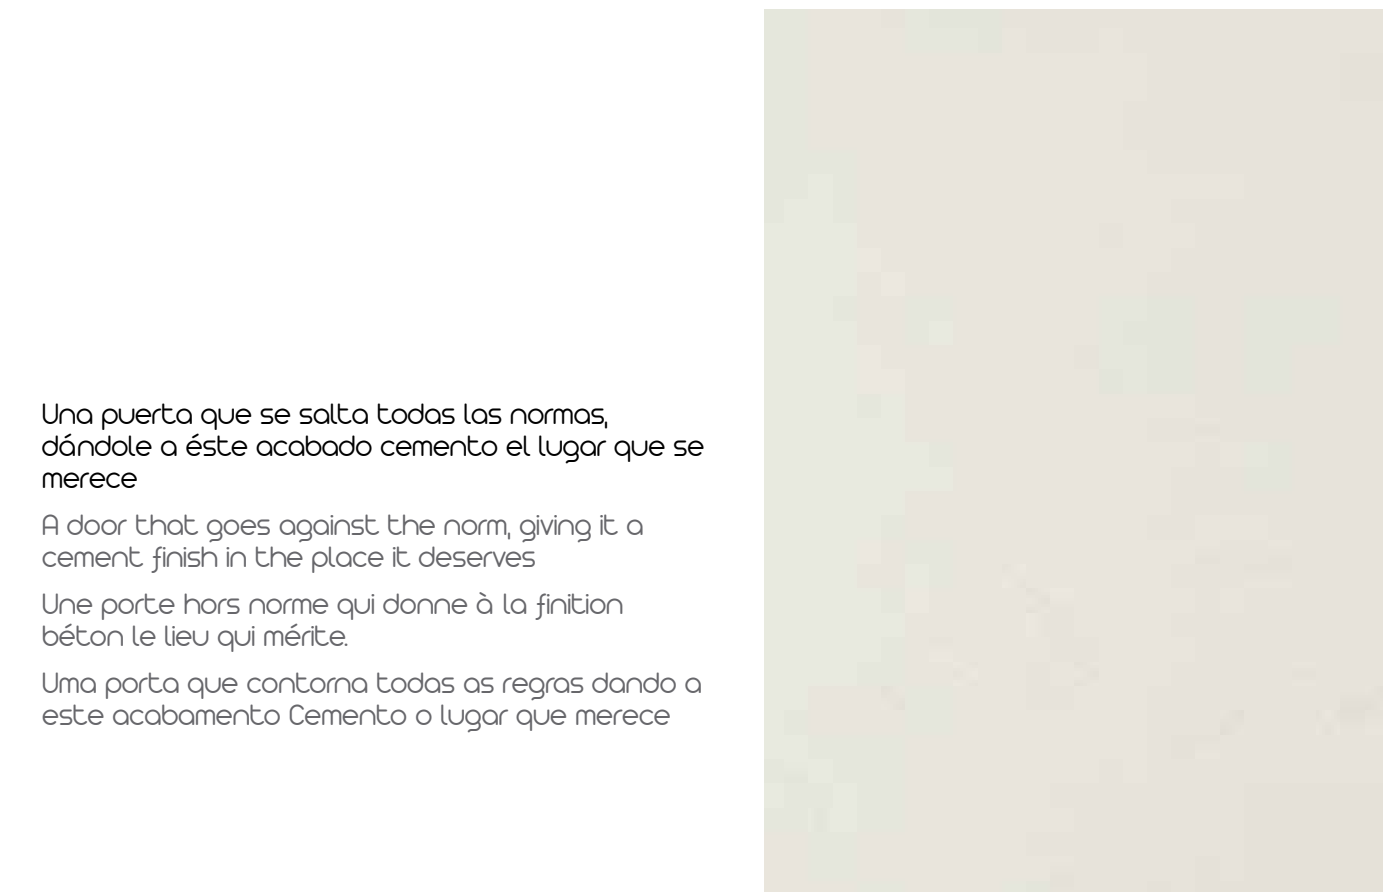 Una puerta que se salta todas las normas,
dándole a éste acabado cemento el lugar que se
merece
A door that goes against the norm, giving it a
cement finish in the place it deserves
Une porte hors norme qui donne à la finition
béton le lieu qui mérite.
Uma porta que contorna todas as regras dando a
este acabamento Cemento o lugar que merece